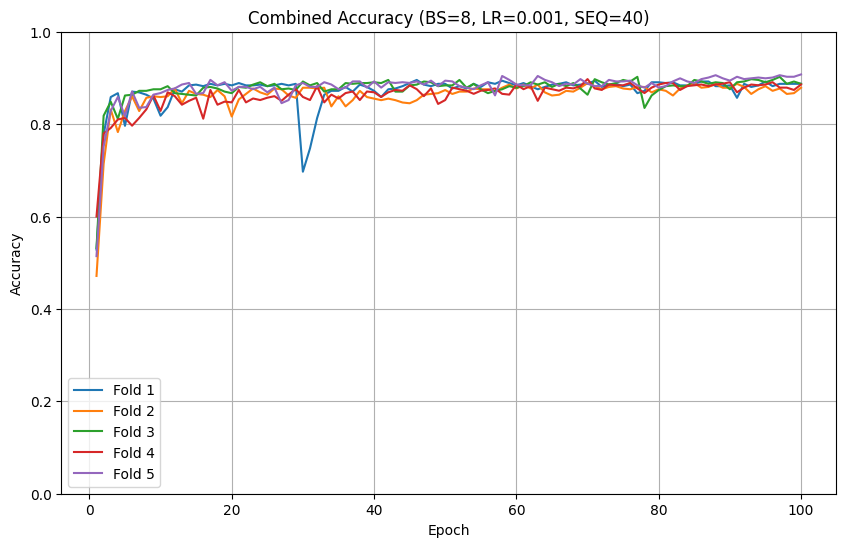 Combined Accuracy (BS=8, LR=0.001, SEQ=40)
1.0
0.8
0.6
0.4
0.2
0.0
Accuracy
Fold 1
Fold 2
Fold 3
Fold 4
Fold 5
0 20 40 60 80 100
Epoch